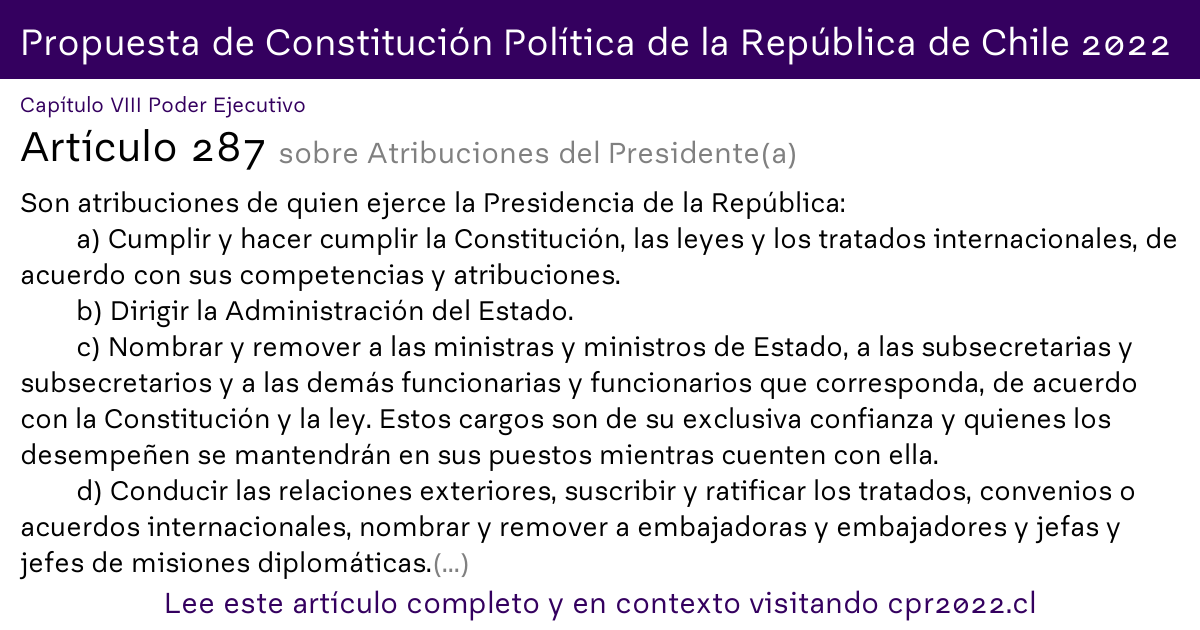 Propuesta de Constitución Política de la República de Chile 2022
Capítulo VIII Poder Ejecutivo
Artículo 287 sobre Atribuciones del Presidente(a)
Son atribuciones de quien ejerce la Presidencia de la República:
a) Cumplir y hacer cumplir la Constitución, las leyes y los tratados internacionales, de
acuerdo con sus competencias y atribuciones.
b) Dirigir la Administración del Estado.
c) Nombrar y remover a las ministras y ministros de Estado, a las subsecretarias y
subsecretarios y a las demás funcionarias y funcionarios que corresponda, de acuerdo
con la Constitución y la ley. Estos cargos son de su exclusiva confianza y quienes los
desempeñen se mantendrán en sus puestos mientras cuenten con ella.
d) Conducir las relaciones exteriores, suscribir y ratificar los tratados, convenios o
acuerdos internacionales, nombrar y remover a embajadoras y embajadores y jefas y
jefes de misiones diplomáticas.(...)
Lee este artículo completo y en contexto visitando cpr2022.cl